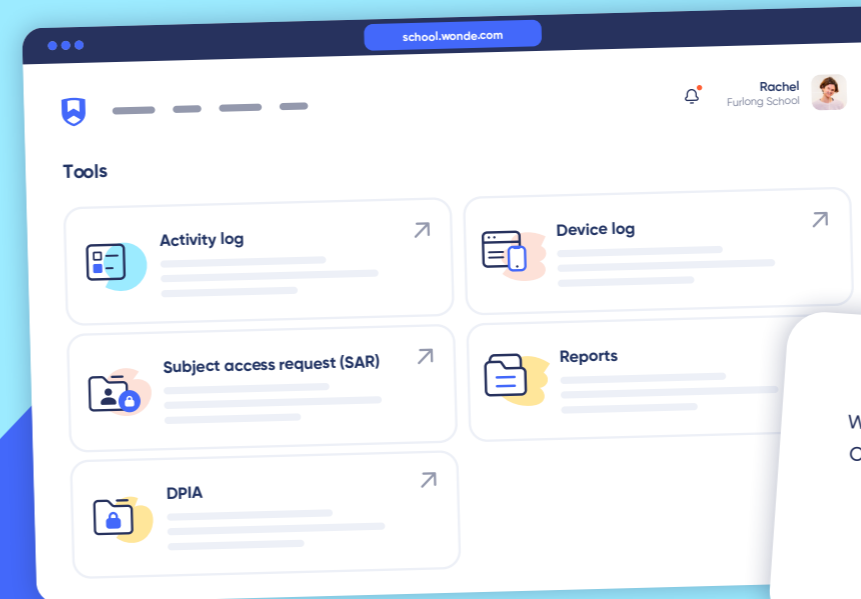 school.wonde.com
Rachel
Furlong School
Tools
Activity log
Device log
Subject access request (SAR)
Reports
DPIA